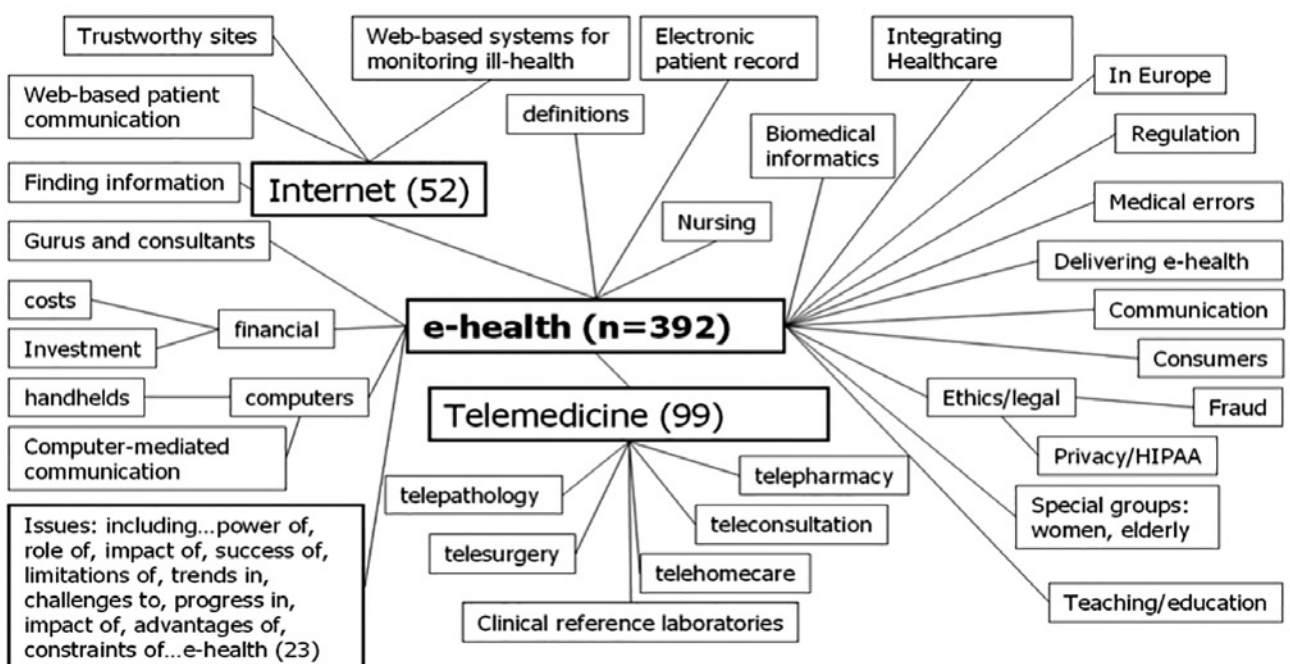 Trustworthy sites
Web-based systems for
monitoring ill-health
Electronic
patient record
Integrating
Healthcare
In Europe
Web-based patient
communication
definitions
Biomedical
informatics
Regulation
Finding information
Internet (52)
Medical errors
Nursing
Gurus and consultants
Delivering e-health
costs
financial
e-health (n=392)
Communication
Investment
Consumers
handhelds
computers
Telemedicine (99)
Ethics/legal
Fraud
Computer-mediated
communication
Privacy/HIPAA
telepathology
telepharmacy
Special groups:
women, elderly
teleconsultation
telesurgery
telehomecare
Teaching/education
Clinical reference laboratories
Issues: including...power of,
role of, impact of, success of,
limitations of, trends in,
challenges to, progress in,
impact of, advantages of,
constraints of...e-health (23)